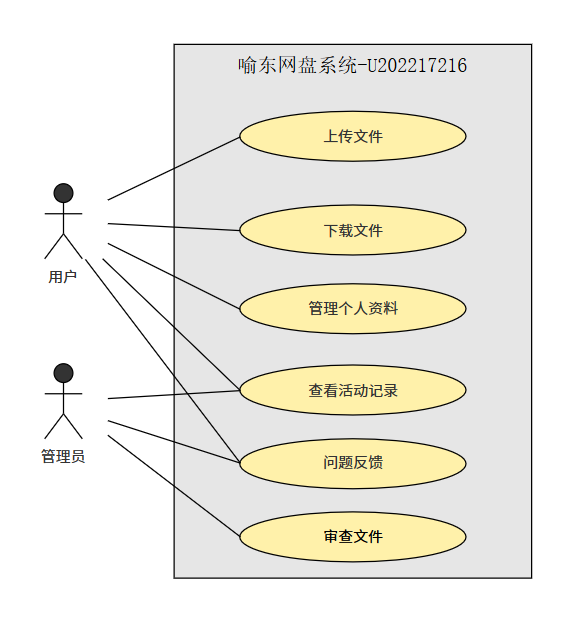 喻东网盘系统-U202217216
上传文件
下载文件
用户
管理个人资料
查看活动记录
管理员
问题反馈
审查文件